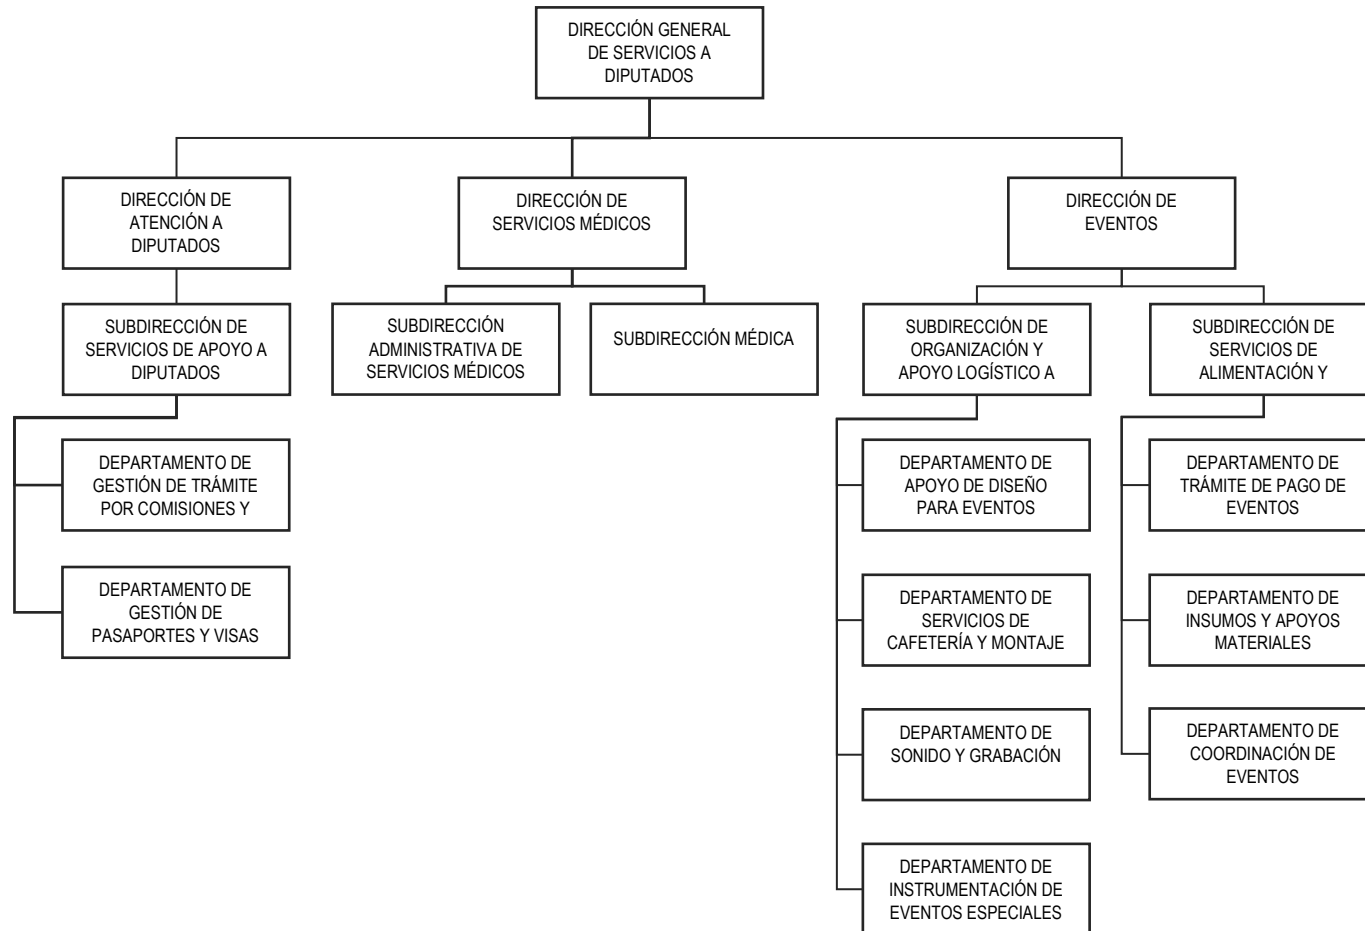 DIRECCIÓN GENERAL
DE SERVICIOS A
DIPUTADOS
DIRECCIÓN DE
ATENCIÓN A
DIPUTADOS
DIRECCIÓN DE
SERVICIOS MÉDICOS
DIRECCIÓN DE
EVENTOS
SUBDIRECCIÓN DE
SERVICIOS DE APOYO A
DIPUTADOS
SUBDIRECCIÓN
ADMINISTRATIVA DE
SERVICIOS MÉDICOS
SUBDIRECCIÓN MÉDICA
SUBDIRECCIÓN DE
ORGANIZACIÓN Y
APOYO LOGÍSTICO A
SUBDIRECCIÓN DE
SERVICIOS DE
ALIMENTACIÓN Y
DEPARTAMENTO DE
GESTIÓN DE TRÁMITE
POR COMISIONES Y
DEPARTAMENTO DE
APOYO DE DISEÑO
PARA EVENTOS
DEPARTAMENTO DE
TRÁMITE DE PAGO DE
EVENTOS
DEPARTAMENTO DE
GESTIÓN DE
PASAPORTES Y VISAS
DEPARTAMENTO DE
SERVICIOS DE
CAFETERÍA Y MONTAJE
DEPARTAMENTO DE
INSUMOS Y APOYOS
MATERIALES
DEPARTAMENTO DE
SONIDO Y GRABACIÓN
DEPARTAMENTO DE
COORDINACIÓN DE
EVENTOS
DEPARTAMENTO DE
INSTRUMENTACIÓN DE
EVENTOS ESPECIALES